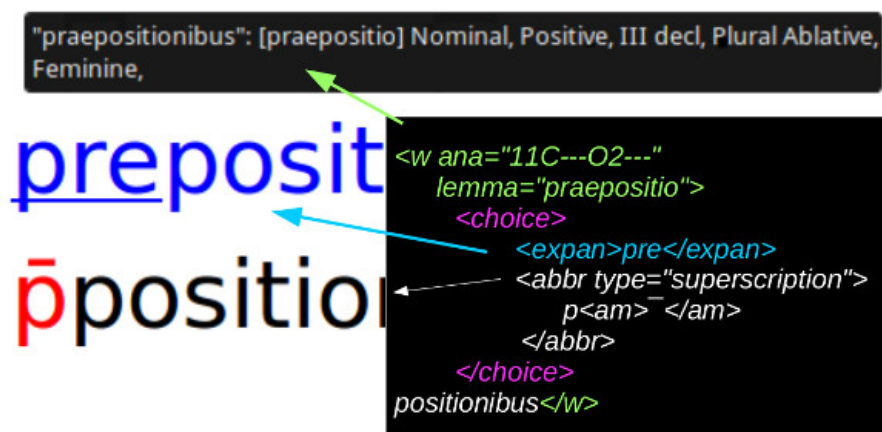 "praepositionibus": [praepositio] Nominal, Positive, III decl, Plural Ablative,
Feminine,
preposit
p̄positio
<w ana="11C---O2---"
lemma="praepositio">
<choice>
<expan>pre</expan>
<abbr type="superscription">
p<am>¯</am>
</abbr>
</choice>
positionibus</w>